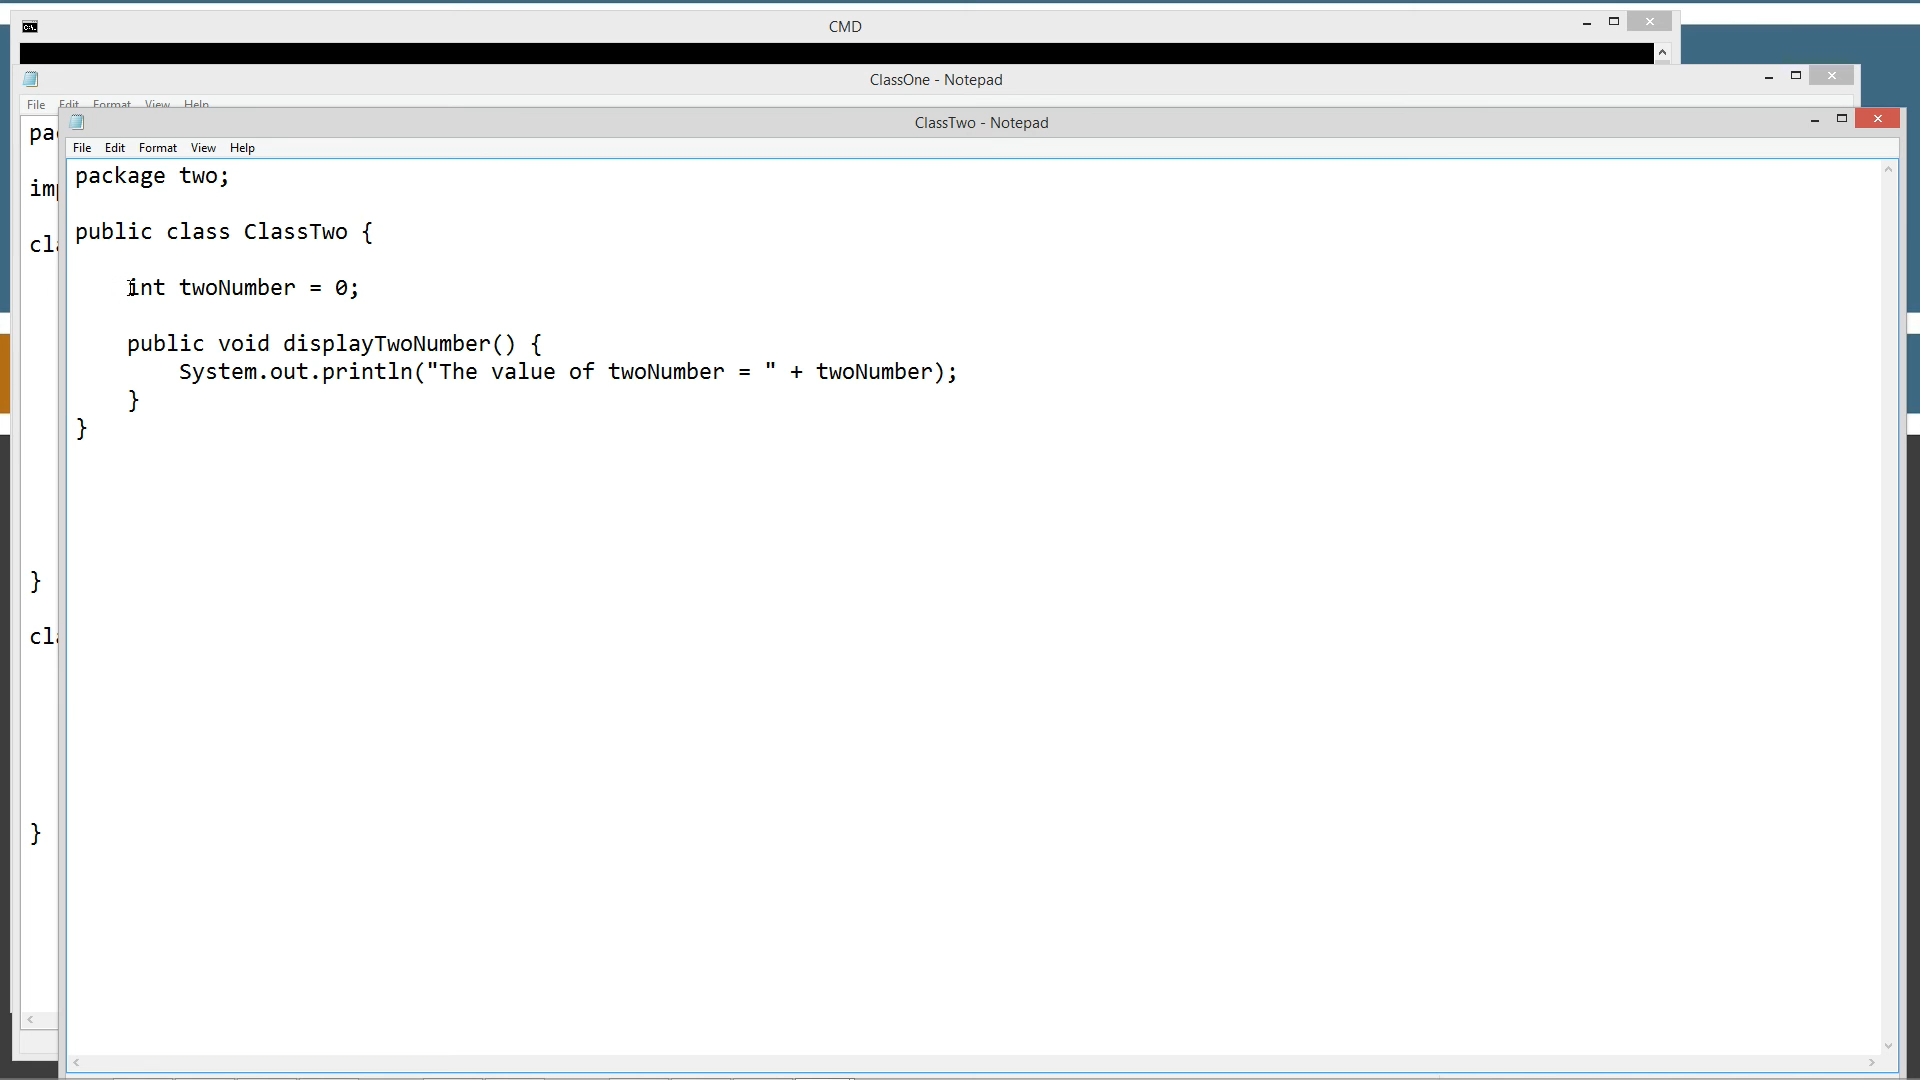 CMD
ClassOne - Notepad
File Edit Format View Help
ClassTwo - Notepad
File Edit Format View Help
package two;
public class ClassTwo {
int twoNumber = 0;
public void displayTwoNumber() {
System.out.println("The value of twoNumber = " + twoNumber);
}
}
}
}